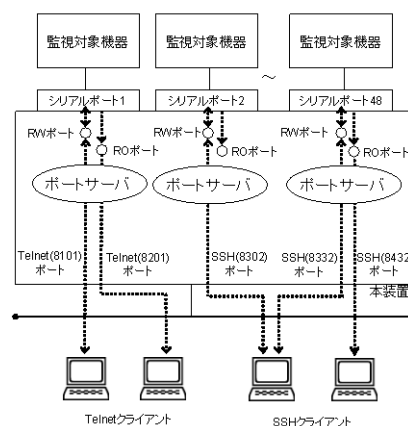 監視対象機器 監視対象機器 監視対象機器
～
シリアルポート1 シリアルポート2 シリアルポート48
RWポート RWポート RWポート
ROポート ROポート ROポート
ポートサーバ ポートサーバ ポートサーバ
Telnet(8101) Telnet(8201) SSH(8302) SSH(8332) SSH(8432)
ポート ポート ポート ポート ポート
本装置
Telnetクライアント SSHクライアント